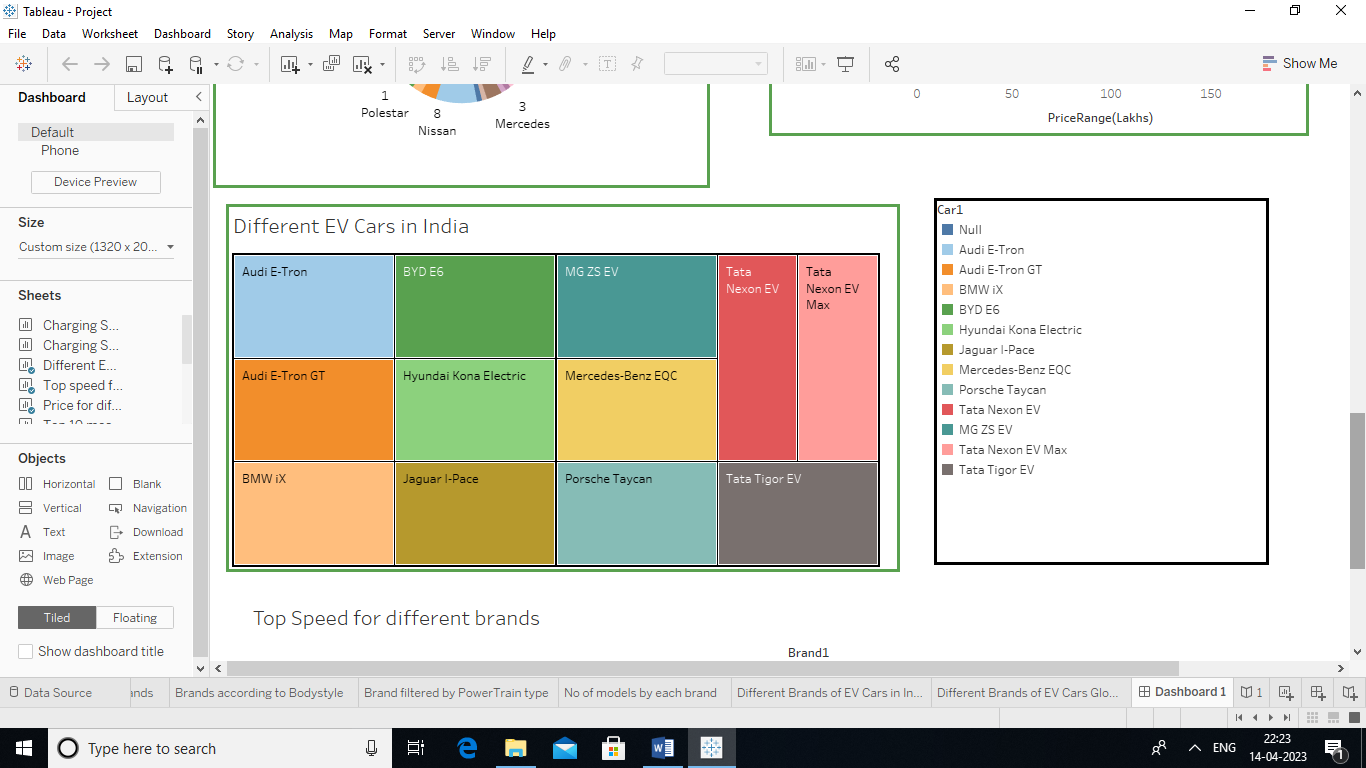 Tableau - Project
File Data Worksheet Dashboard Story Analysis Map Format Server Window Help
Show Me
Dashboard Layout
Default
Phone
Device Preview
Size
Custom size (1320 x 20...
Sheets
Charging S...
Charging S...
Different E...
Top speed f...
Price for dif...
Objects
Horizontal Blank
Vertical Navigation
Text Download
Image Extension
Web Page
Tiled Floating
Show dashboard title
1
Polestar
8
Nissan
3
Mercedes
0 50 100 150
PriceRange(Lakhs)
Different EV Cars in India
Audi E-Tron
BYD E6
MG ZS EV
Tata
Nexon EV
Tata
Nexon EV
Max
Audi E-Tron GT
Hyundai Kona Electric
Mercedes-Benz EQC
BMW iX
Jaguar I-Pace
Porsche Taycan
Tata Tigor EV
Car1
Null
Audi E-Tron
Audi E-Tron GT
BMW iX
BYD E6
Hyundai Kona Electric
Jaguar I-Pace
Mercedes-Benz EQC
Porsche Taycan
Tata Nexon EV
MG ZS EV
Tata Nexon EV Max
Tata Tigor EV
Top Speed for different brands
Brand1
Data Source ands Brands according to Bodystyle Brand filtered by PowerTrain type No of models by each brand Different Brands of EV Cars in In... Different Brands of EV Cars Glo... Dashboard 1 1
Type here to search
ENG
22:23
14-04-2023
1